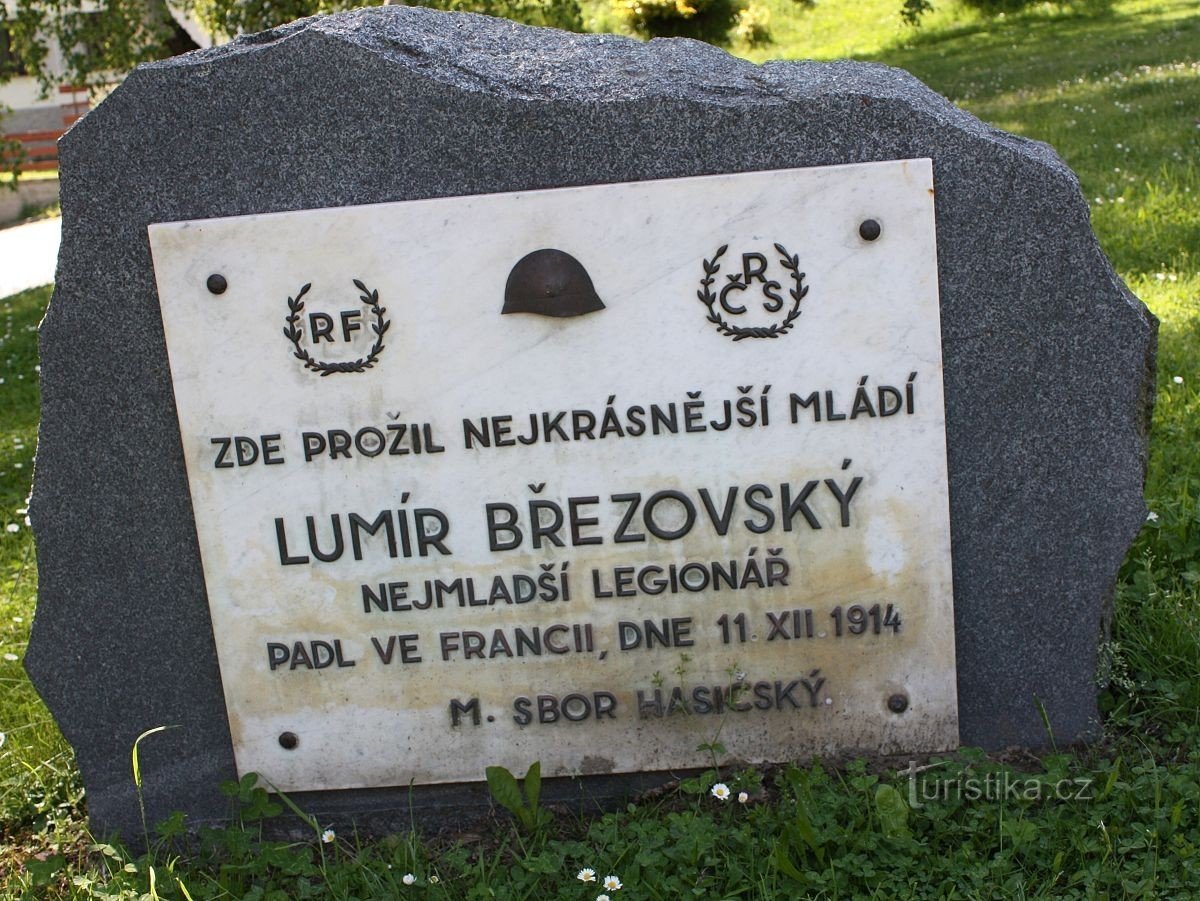 RF
R
ČS
ZDE PROŽIL NEJKRÁSNĚJŠÍ MLÁDÍ
LUMÍR BŘEZOVSKÝ
NEJMLADŠÍ LEGIONÁŘ
PADL VE FRANCII, DNE 11. XII. 1914
M. SBOR HASIČSKÝ
Turistika.cz